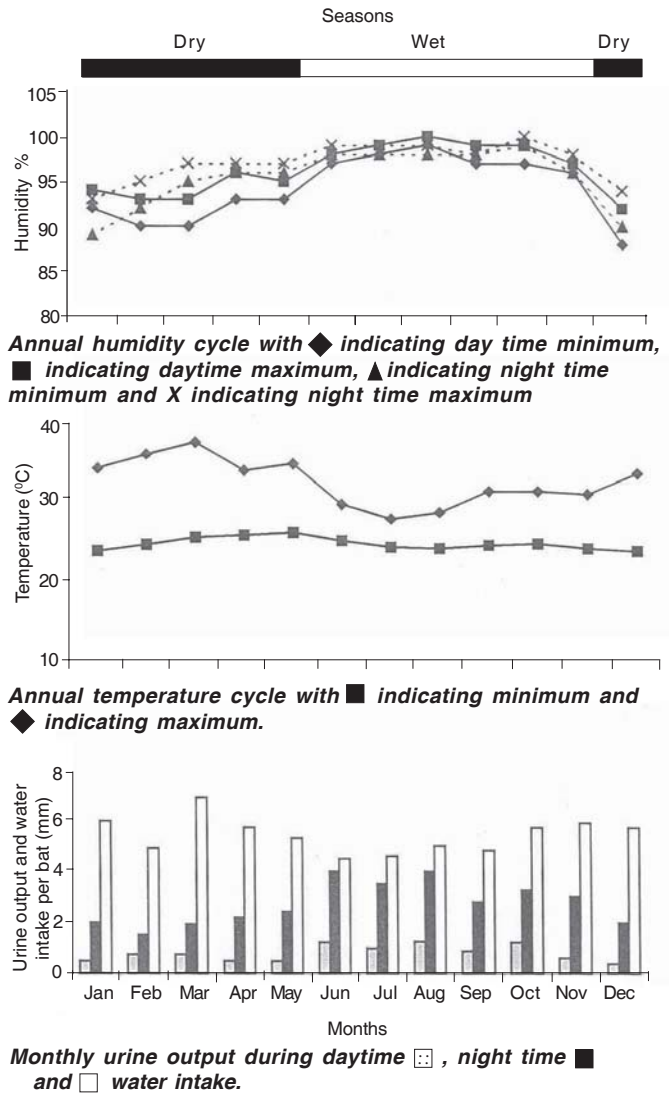 Seasons
Dry Wet Dry
Humidity %
105
100
95
90
85
80
Annual humidity cycle with ◆ indicating day time minimum,
■ indicating daytime maximum, ▲ indicating night time
minimum and X indicating night time maximum
Temperature (⁰C)
40
30
20
10
Annual temperature cycle with ■ indicating minimum and
◆ indicating maximum.
Urine output and water
intake per bat (mm)
8
6
4
2
0
Jan Feb Mar Apr May Jun Jul Aug Sep Oct Nov Dec
Months
Monthly urine output during daytime , night time ■
and □ water intake.